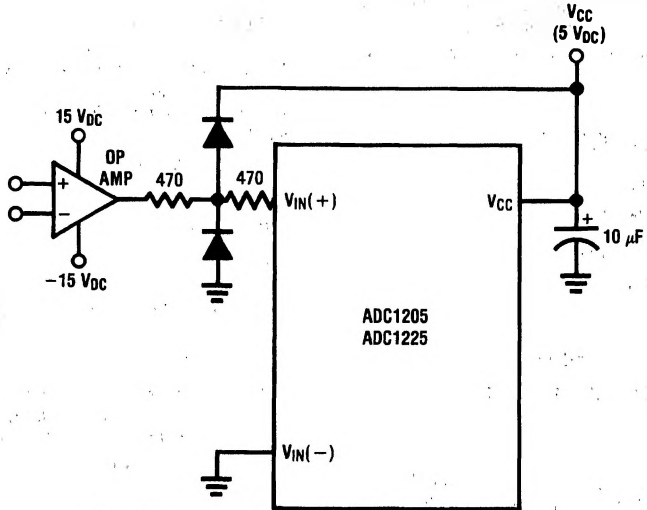 VCC
(5 VDC)
15 VDC
OP
AMP
470
470
+
−
−15 VDC
VIN(+)
VCC
+
10 µF
ADC1205
ADC1225
VIN(−)